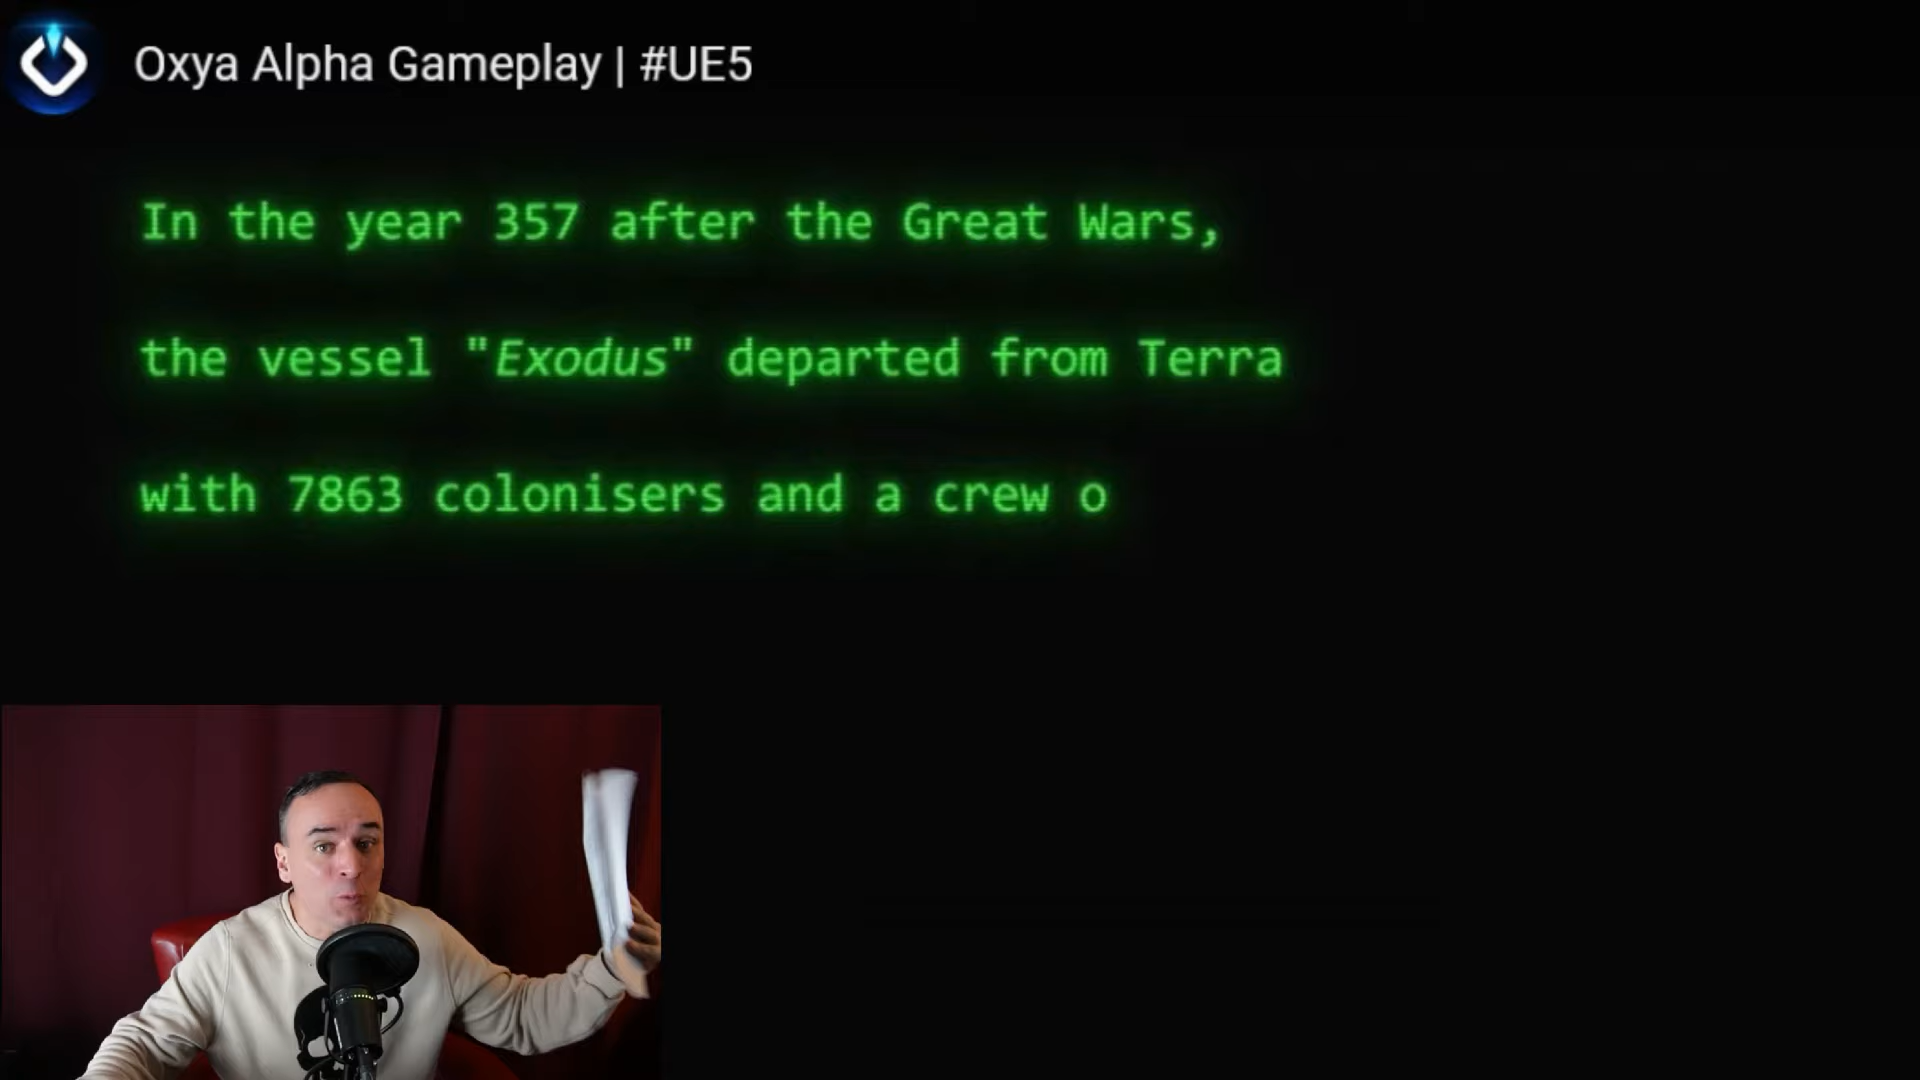 Oxya Alpha Gameplay | #UE5
In the year 357 after the Great Wars,
the vessel "Exodus" departed from Terra
with 7863 colonisers and a crew o